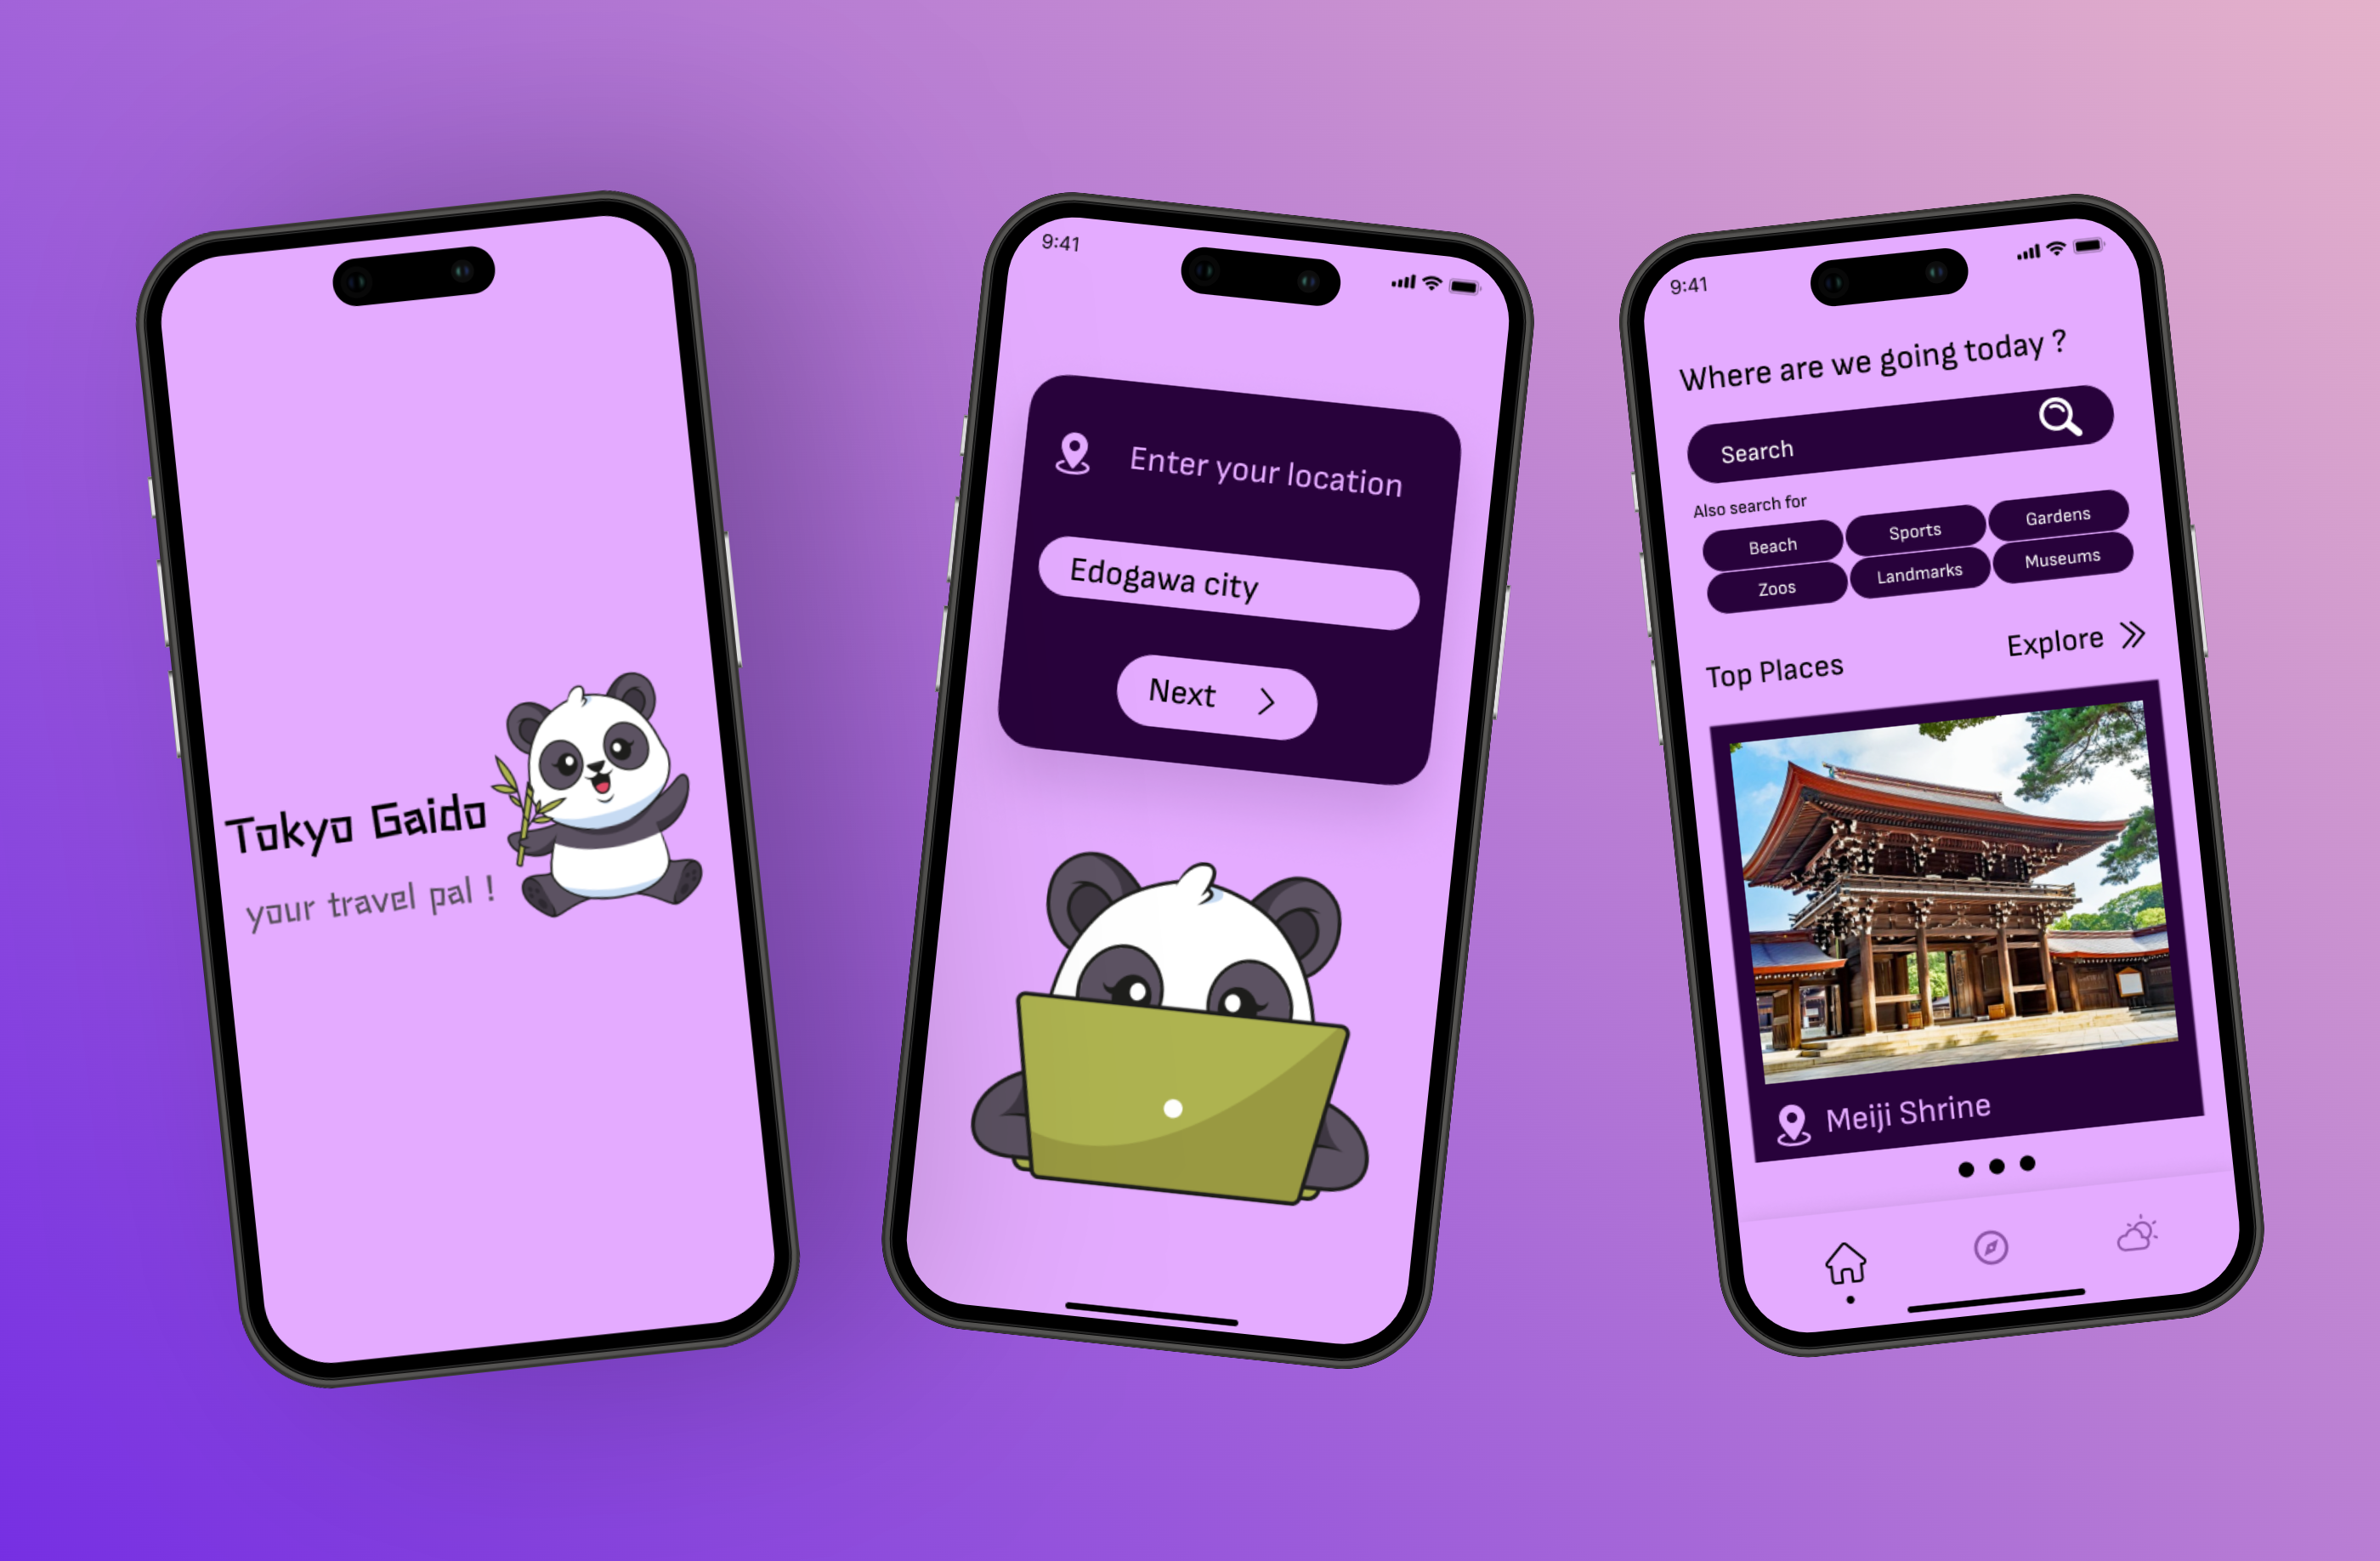 Tokyo Gaido
your travel pal !
9:41
Enter your location
Edogawa city
Next
9:41
Where are we going today ?
Search
Also search for
Beach Sports Gardens
Zoos Landmarks Museums
Top Places Explore
Meiji Shrine